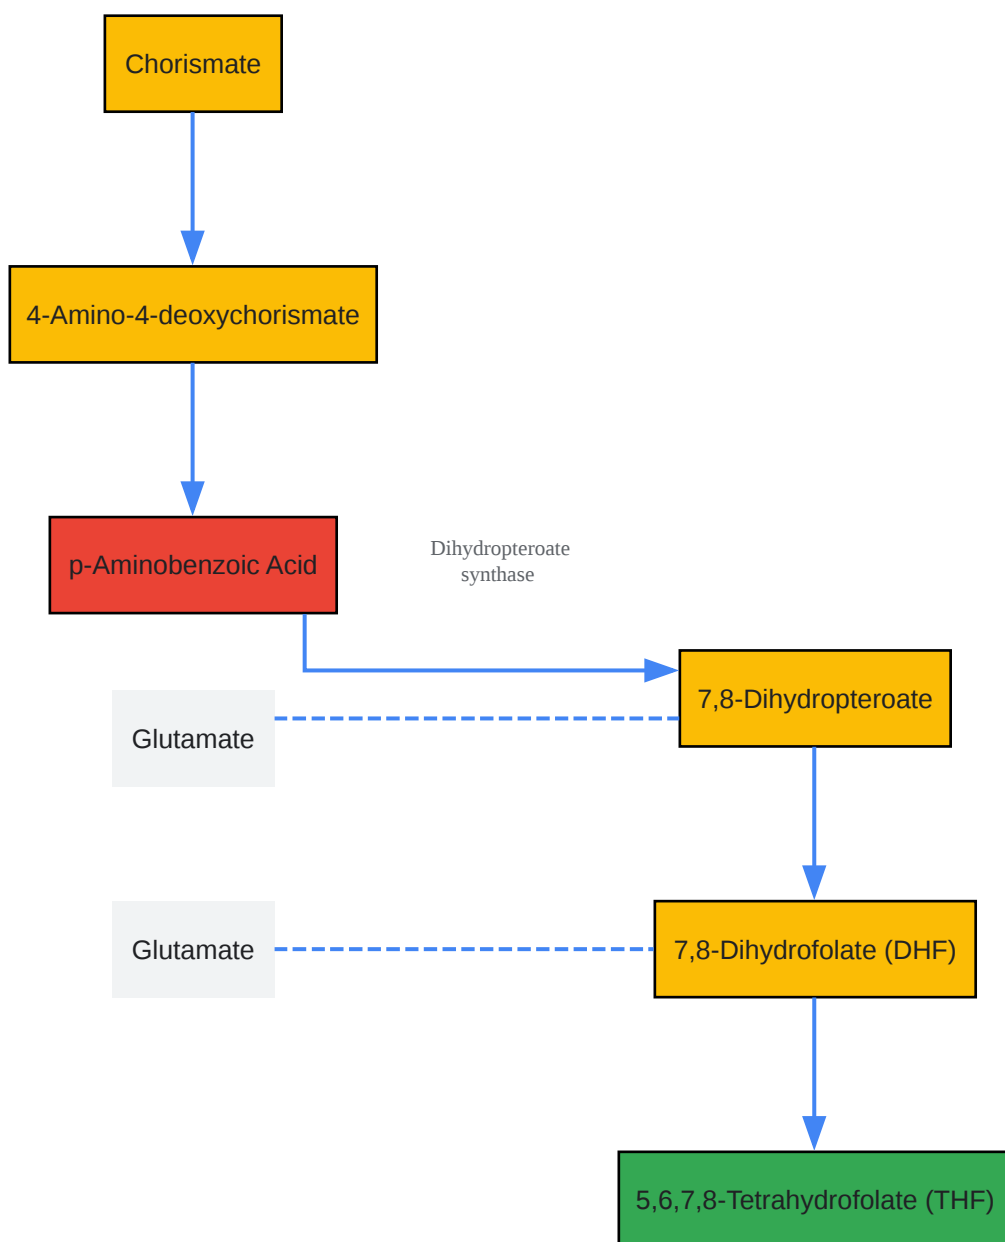 Chorismate
4-Amino-4-deoxychorismate
p-Aminobenzoic Acid
Dihydropteroate
synthase
7,8-Dihydropteroate
Glutamate
Glutamate
7,8-Dihydrofolate (DHF)
5,6,7,8-Tetrahydrofolate (THF)